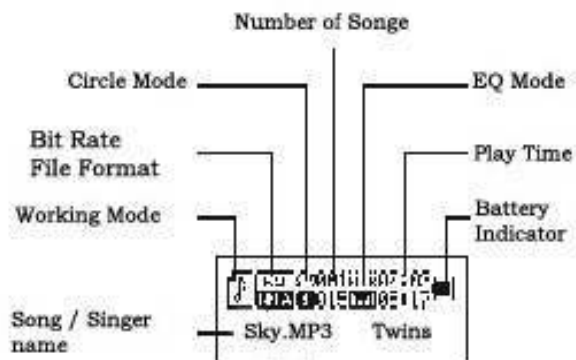 Number of Songe
Circle Mode
EQ Mode
Bit Rate
File Format
Play Time
Working Mode
Battery
Indicator
Song / Singer
name
Sky.MP3 Twins